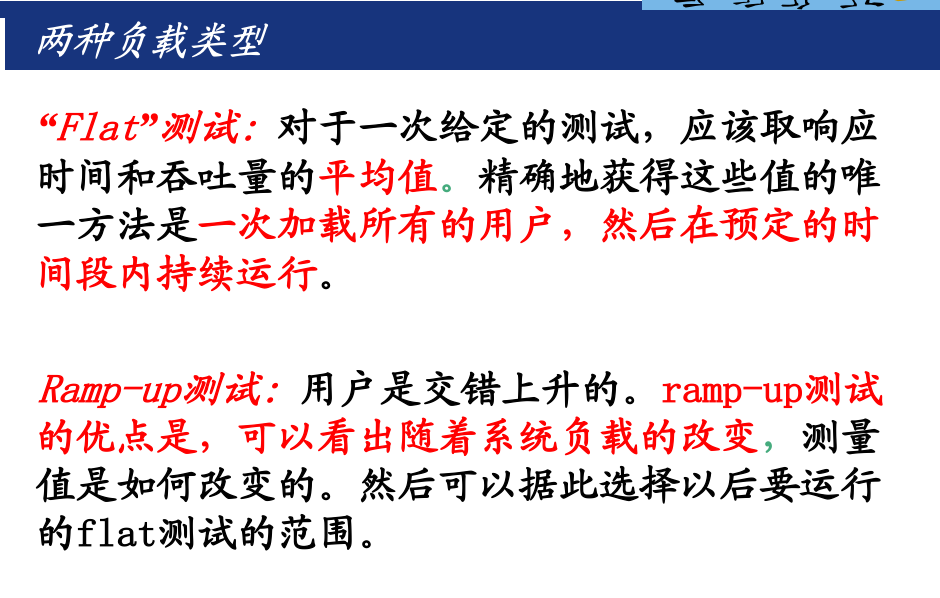 两种负载类型
“Flat”测试：对于一次给定的测试，应该取响应
时间和吞吐量的平均值。精确地获得这些值的唯
一方法是一次加载所有的用户，然后在预定的时
间段内持续运行。
Ramp-up测试：用户是交错上升的。ramp-up测试
的优点是，可以看出随着系统负载的改变，测量
值是如何改变的。然后可以据此选择以后要运行
的flat测试的范围。